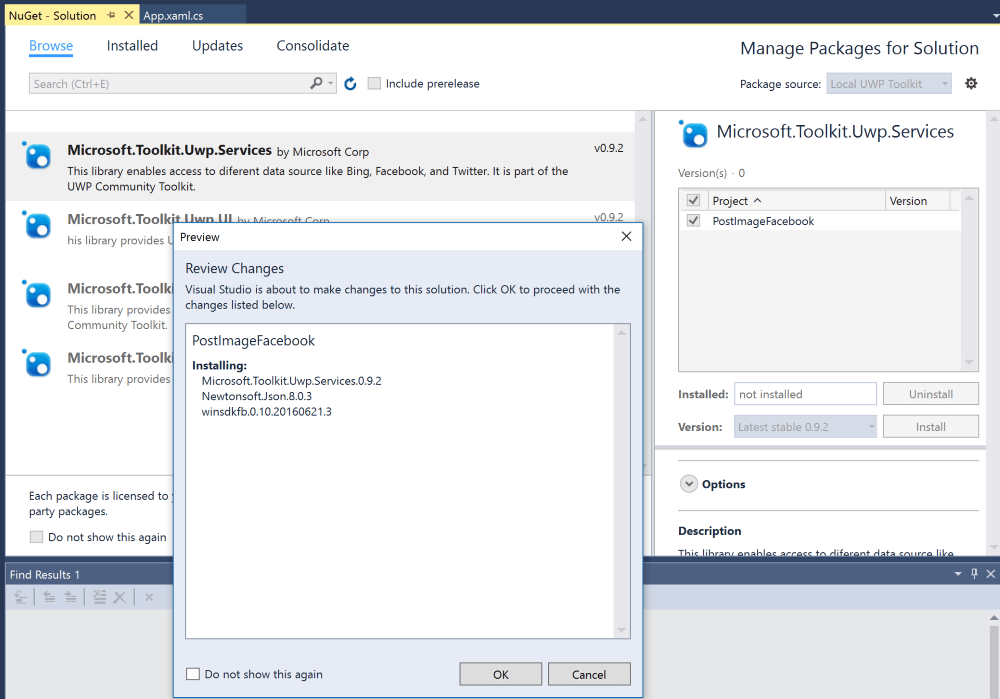 NuGet - Solution
App.xaml.cs
Browse
Installed
Updates
Consolidate
Manage Packages for Solution
Search (Ctrl+E)
Include prerelease
Package source:
Local UWP Toolkit
Microsoft.Toolkit.Uwp.Services by Microsoft Corp
v0.9.2
This library enables access to diferent data source like Bing, Facebook, and Twitter. It is part of the
UWP Community Toolkit.
Microsoft.Toolkit.Uwp.UI by Microsoft Corp
v0.9.2
his library provides U
Microsoft.Toolki
This library provides
Community Toolkit.
Microsoft.Toolki
This library provides
Each package is licensed to y
party packages.
Do not show this again
Preview
Review Changes
Visual Studio is about to make changes to this solution. Click OK to proceed with the
changes listed below.
PostImageFacebook
Installing:
Microsoft.Toolkit.Uwp.Services.0.9.2
Newtonsoft.Json.8.0.3
winsdkfb.0.10.20160621.3
Do not show this again
OK
Cancel
Microsoft.Toolkit.Uwp.Services
Version(s) - 0
Project
Version
PostImageFacebook
Installed:
not installed
Uninstall
Version:
Latest stable 0.9.2
Install
Options
Description
This library enables access to diferent data source like
Find Results 1